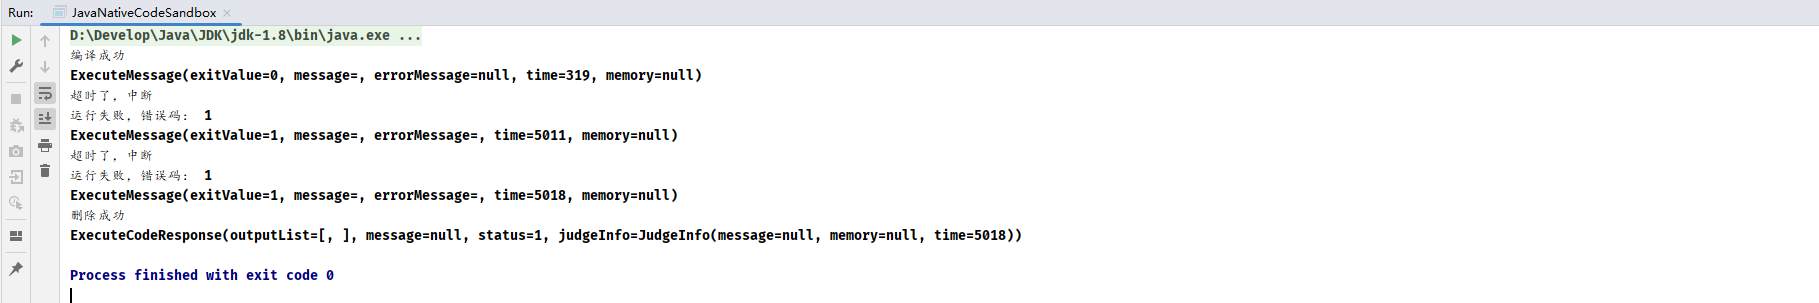 Run: JavaNativeCodeSandbox
D:\Develop\Java\JDK\jdk-1.8\bin\java.exe ...
编译成功
ExecuteMessage(exitValue=0, message=, errorMessage=null, time=319, memory=null)
超时了，中断
运行失败，错误码： 1
ExecuteMessage(exitValue=1, message=, errorMessage=, time=5011, memory=null)
超时了，中断
运行失败，错误码： 1
ExecuteMessage(exitValue=1, message=, errorMessage=, time=5018, memory=null)
删除成功
ExecuteCodeResponse(outputList=[, ], message=null, status=1, judgeInfo=JudgeInfo(message=null, memory=null, time=5018))
Process finished with exit code 0